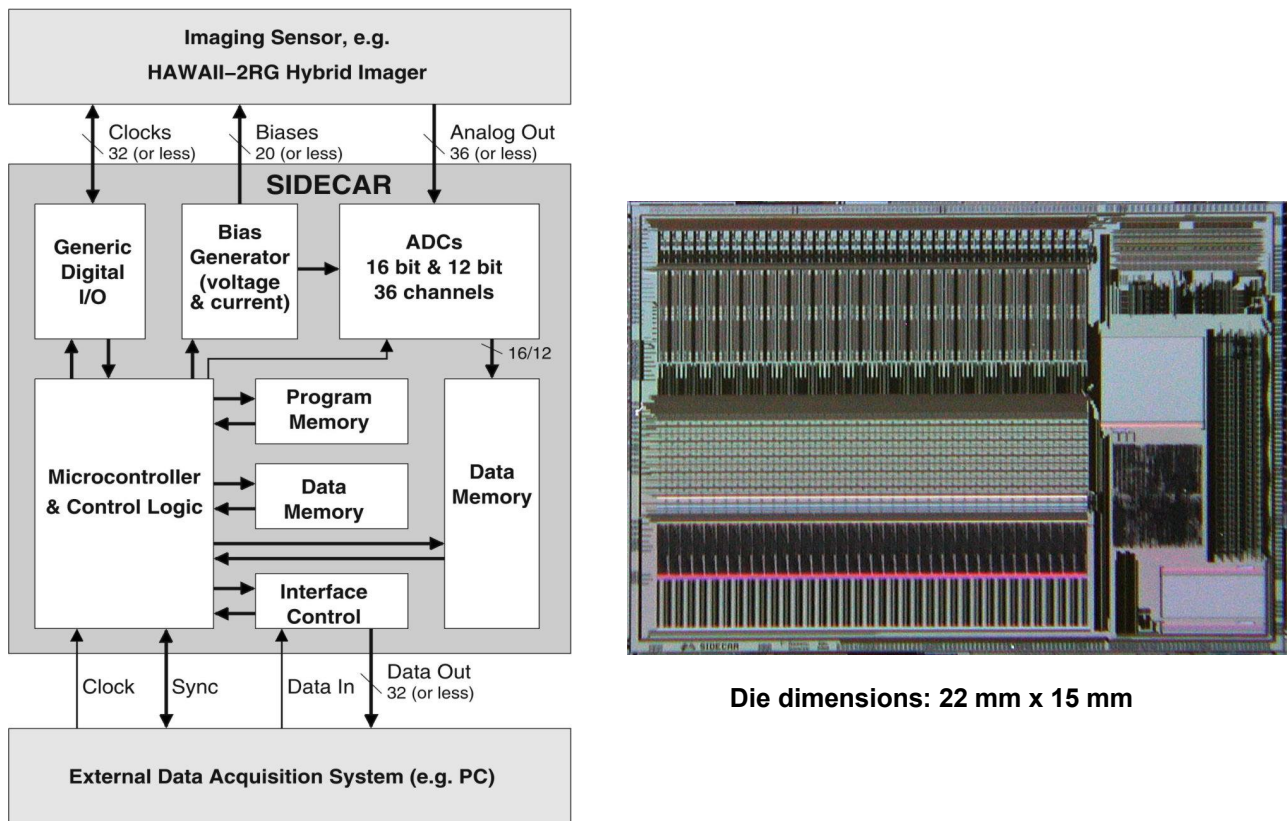 Imaging Sensor, e.g.
HAWAII–2RG Hybrid Imager
Clocks
32 (or less)
Biases
20 (or less)
Analog Out
36 (or less)
SIDECAR
Generic
Digital
I/O
Bias
Generator
(voltage
& current)
ADCs
16 bit & 12 bit
36 channels
16/12
Microcontroller
& Control Logic
Program
Memory
Data
Memory
Data
Memory
Interface
Control
Clock
Sync
Data In
Data Out
32 (or less)
External Data Acquisition System (e.g. PC)
SIDECAR
Die dimensions: 22 mm x 15 mm